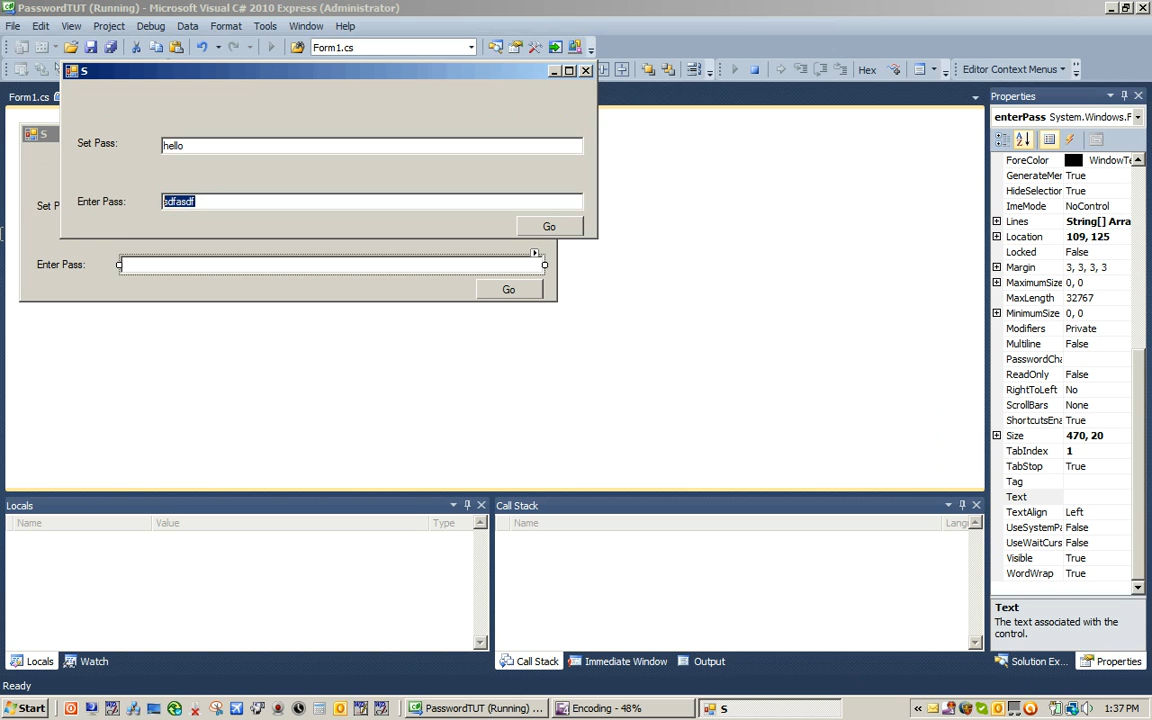 PasswordTUT (Running) - Microsoft Visual C# 2010 Express (Administrator)
File Edit View Project Debug Data Format Tools Window Help
Form1.cs
Hex
Editor Context Menus
Form1.cs
S
Set Pass:
hello
Enter Pass:
sdfasdf
Go
S
Set P
Enter Pass:
Go
Properties
enterPass System.Windows.F
ForeColor WindowTe
GenerateMer True
HideSelection True
ImeMode NoControl
Lines String[] Arra
Location 109, 125
Locked False
Margin 3, 3, 3, 3
MaximumSize 0, 0
MaxLength 32767
MinimumSize 0, 0
Modifiers Private
Multiline False
PasswordCha
ReadOnly False
RightToLeft No
ScrollBars None
ShortcutsEna True
Size 470, 20
TabIndex 1
TabStop True
Tag
Text
TextAlign Left
UseSystemPa False
UseWaitCurs False
Visible True
WordWrap True
Text
The text associated with the
control.
Solution Ex... Properties
Locals
Name Value Type
Locals Watch
Call Stack
Name Lang
Call Stack Immediate Window Output
Ready
Start
PasswordTUT (Running) ...
Encoding - 48%
S
1:37 PM